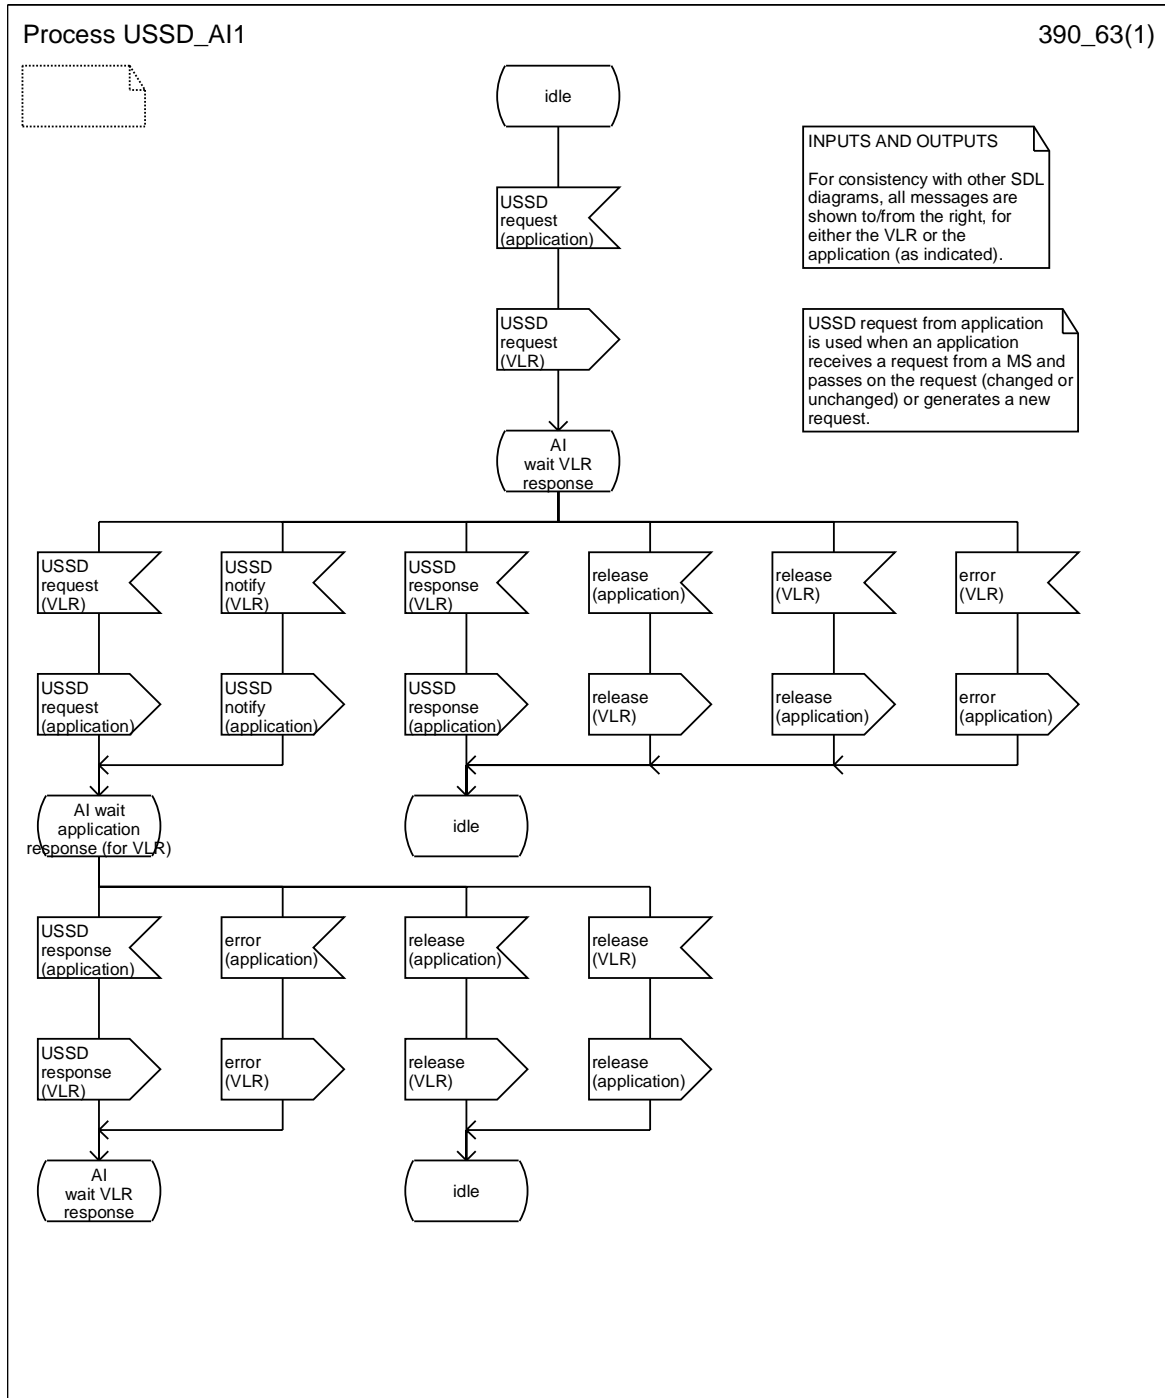 Process USSD_AI1
390_63(1)
idle
INPUTS AND OUTPUTS
For consistency with other SDL
diagrams, all messages are
shown to/from the right, for
either the VLR or the
application (as indicated).
USSD
request
(application)
USSD
request
(VLR)
USSD request from application
is used when an application
receives a request from a MS and
passes on the request (changed or
unchanged) or generates a new
request.
AI
wait VLR
response
USSD
request
(VLR)
USSD
notify
(VLR)
USSD
response
(VLR)
release
(application)
release
(VLR)
error
(VLR)
USSD
request
(application)
USSD
notify
(application)
USSD
response
(application)
release
(VLR)
release
(application)
error
(application)
AI wait
application
response (for VLR)
idle
USSD
response
(application)
error
(application)
release
(application)
release
(VLR)
USSD
response
(VLR)
error
(VLR)
release
(VLR)
release
(application)
AI
wait VLR
response
idle